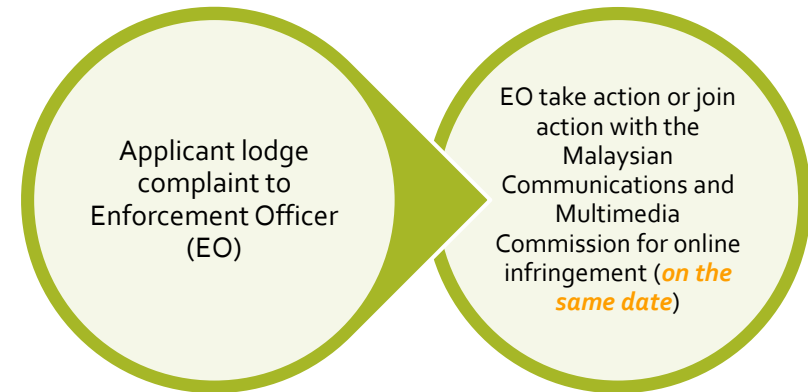 Applicant lodge
complaint to
Enforcement Officer
(EO)
EO take action or join
action with the
Malaysian
Communications and
Multimedia
Commission for online
infringement (on the
same date)